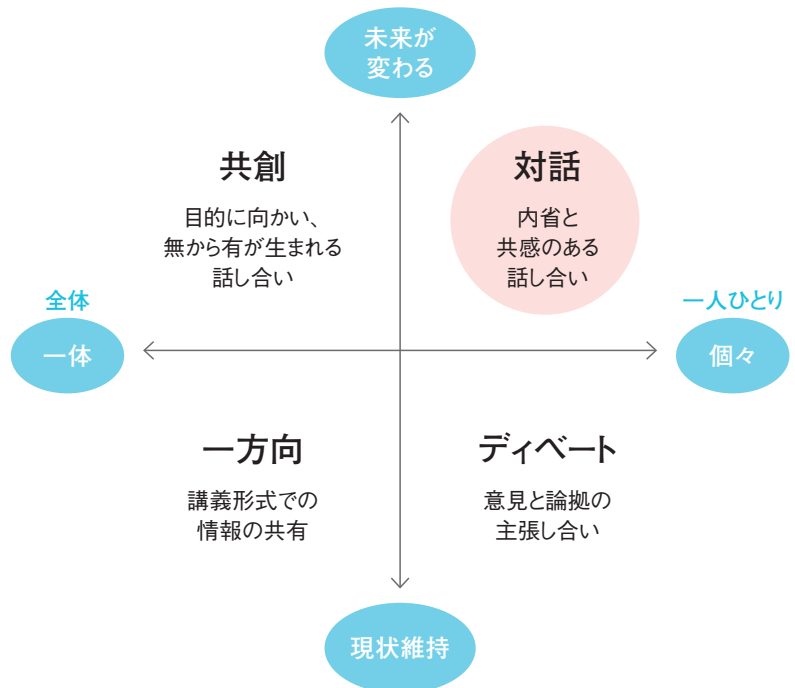 未来が
変わる
共創
目的に向かい、
無から有が生まれる
話し合い
対話
内省と
共感のある
話し合い
全体
一体
一人ひとり
個々
一方向
講義形式での
情報の共有
ディベート
意見と論拠の
主張し合い
現状維持